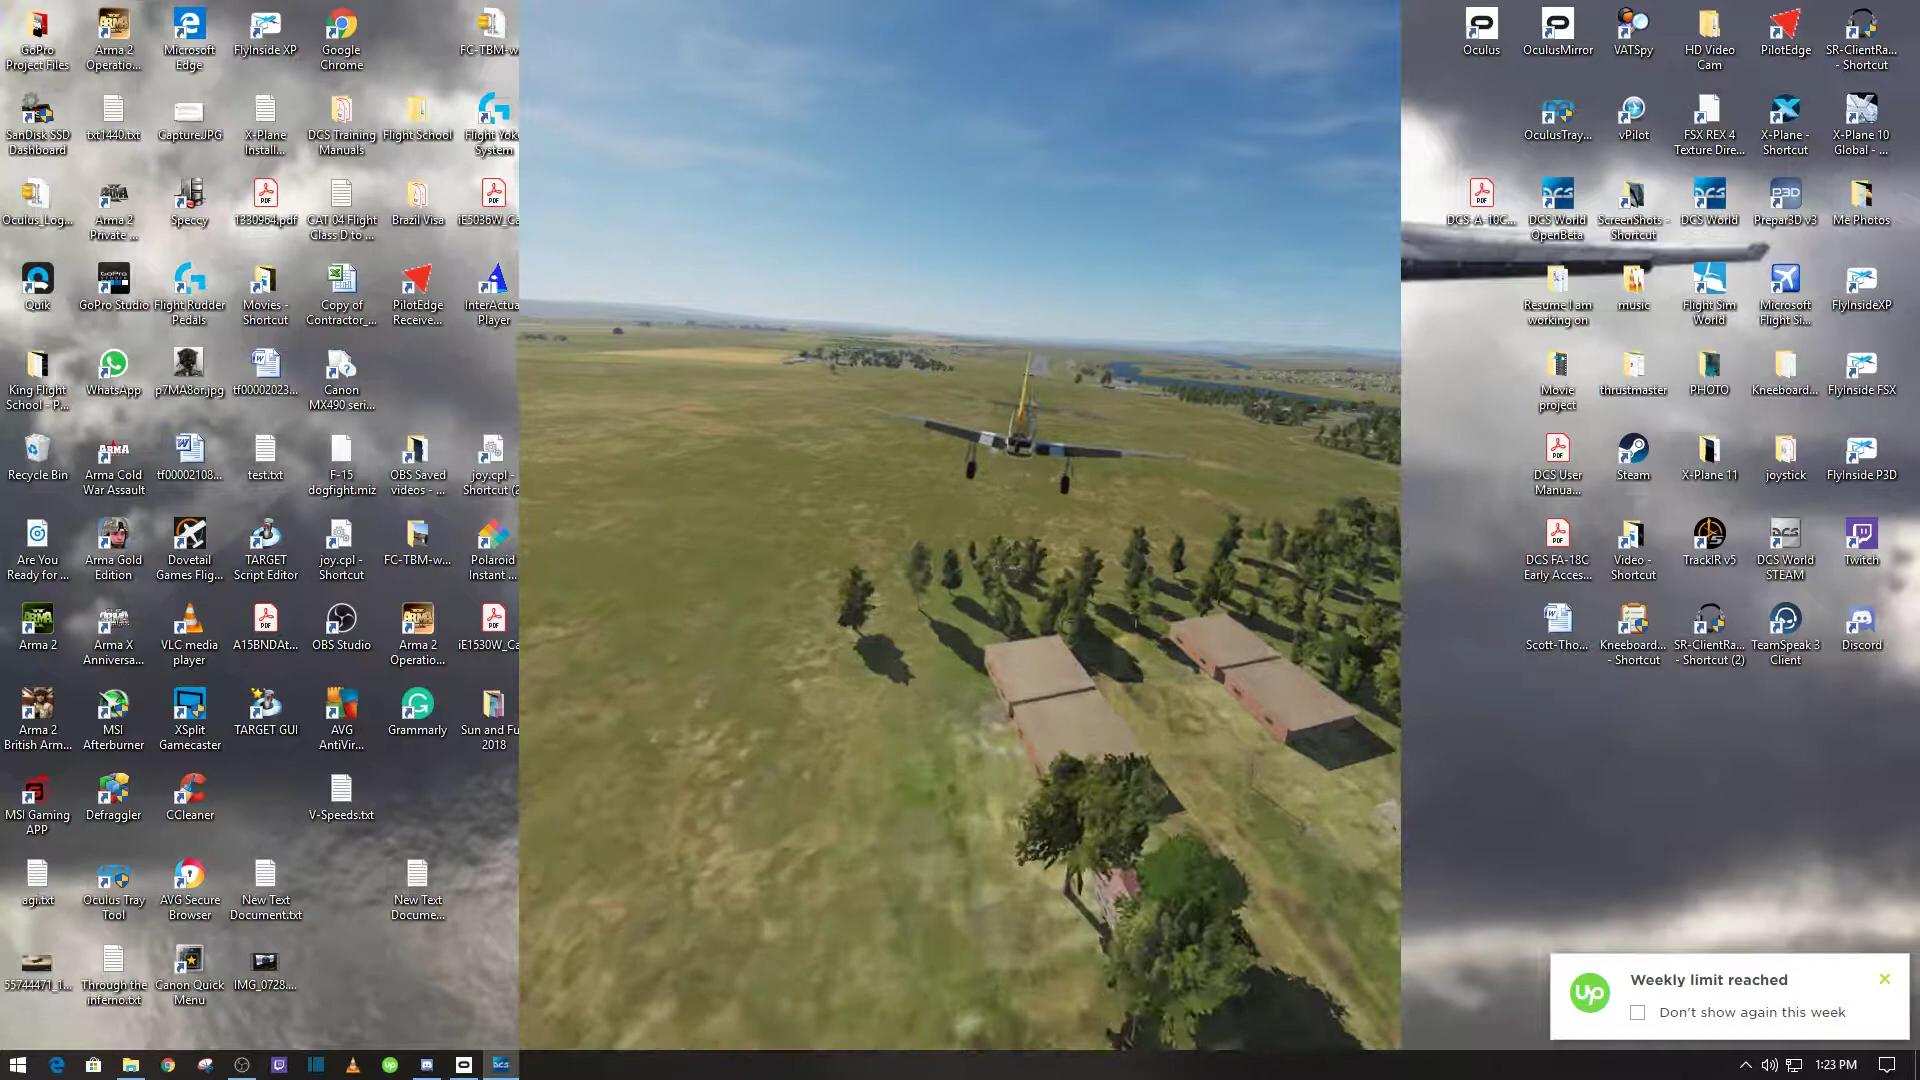 GoPro
Project Files
Arma 2
Operatio...
Microsoft
Edge
FlyInside XP
Google
Chrome
FC-TBM-w
SanDisk SSD
Dashboard
txt1440.txt
Capture.JPG
X-Plane
Install...
DCS Training
Manuals
Flight School
Flight Yok
System
Oculus_Log...
Arma 2
Private ...
Speccy
1330964.pdf
CAT 04 Flight
Class D to ...
Brazil Visa
iE5036W_Ca
Quik
GoPro Studio
Flight Rudder
Pedals
Movies -
Shortcut
Copy of
Contractor_...
PilotEdge
Receive...
InterActua
Player
King Flight
School - P...
WhatsApp
p7MA8or.jpg
tf00002023...
Canon
MX490 seri...
Recycle Bin
Arma Cold
War Assault
tf00002108...
test.txt
F-15
dogfight.miz
OBS Saved
videos - ...
joy.cpl -
Shortcut (2
Are You
Ready for ...
Arma Gold
Edition
Dovetail
Games Flig...
TARGET
Script Editor
joy.cpl -
Shortcut
FC-TBM-w...
Polaroid
Instant ...
Arma 2
Arma X
Anniversa...
VLC media
player
A15BNDAt...
OBS Studio
Arma 2
Operatio...
iE1530W_Ca
Arma 2
British Arm...
MSI
Afterburner
XSplit
Gamecaster
TARGET GUI
AVG
AntiVir...
Grammarly
Sun and Fu
2018
MSI Gaming
APP
Defraggler
CCleaner
V-Speeds.txt
agi.txt
Oculus Tray
Tool
AVG Secure
Browser
New Text
Document.txt
New Text
Docume...
55744471_1...
Through the
inferno.txt
Canon Quick
Menu
IMG_0728....
Oculus
OculusMirror
VATSpy
HD Video
Cam
PilotEdge
SR-ClientRa...
- Shortcut
OculusTray...
vPilot
FSX REX 4
Texture Dire...
X-Plane -
Shortcut
X-Plane 10
Global - ...
DCS-A-10C...
DCS World
OpenBeta
ScreenShots -
Shortcut
DCS World
Prepar3D v3
Me Photos
Resume I am
working on
music
Flight Sim
World
Microsoft
Flight Si...
FlyInsideXP
Movie
project
thrustmaster
PHOTO
Kneeboard...
FlyInside FSX
DCS User
Manua...
Steam
X-Plane 11
joystick
FlyInside P3D
DCS FA-18C
Early Acces...
Video -
Shortcut
TrackIR v5
DCS World
STEAM
Twitch
Scott-Tho...
Kneeboard...
- Shortcut
SR-ClientRa...
- Shortcut (2)
TeamSpeak 3
Client
Discord
Up
Weekly limit reached
Don't show again this week
1:23 PM